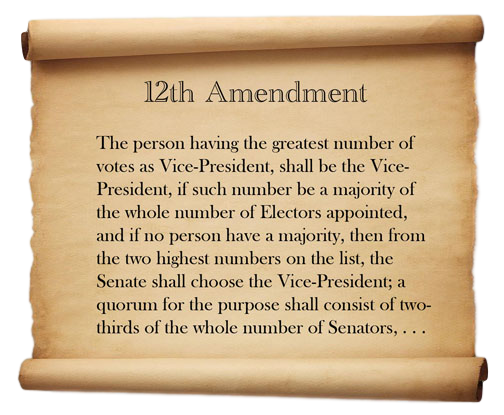 12th Amendment
The person having the greatest number of
votes as Vice-President, shall be the Vice-
President, if such number be a majority of
the whole number of Electors appointed,
and if no person have a majority, then from
the two highest numbers on the list, the
Senate shall choose the Vice-President; a
quorum for the purpose shall consist of two-
thirds of the whole number of Senators, . . .